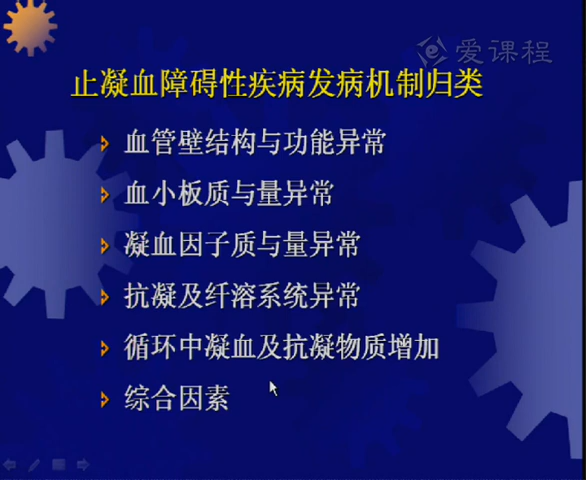 爱课程
止凝血障碍性疾病发病机制归类
血管壁结构与功能异常
血小板质与量异常
凝血因子质与量异常
抗凝及纤溶系统异常
循环中凝血及抗凝物质增加
综合因素